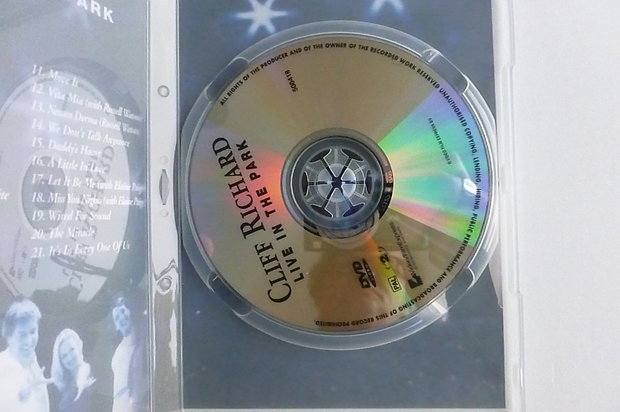 PARK
11. Move It
12. Vita Mia (with Russell Watson)
13. Nessun Dorma (Russell Watson)
14. We Don't Talk Anymore
15. Daddy's Home
16. A Little In Love
17. Let It Be Me (with Elaine Paige)
18. Miss You Nights (with Elaine Paige)
19. Wired For Sound
20. The Miracle
21. It's In Every One Of Us
ALL RIGHTS OF THE PRODUCER AND OF THE OWNER OF THE RECORDED WORK RESERVED UNAUTHORISED COPYING, LENDING, HIRING, PUBLIC PERFORMANCE AND BROADCASTING OF THIS RECORD PROHIBITED.
CLIFF RICHARD
LIVE IN THE PARK
DVD
PAL
2